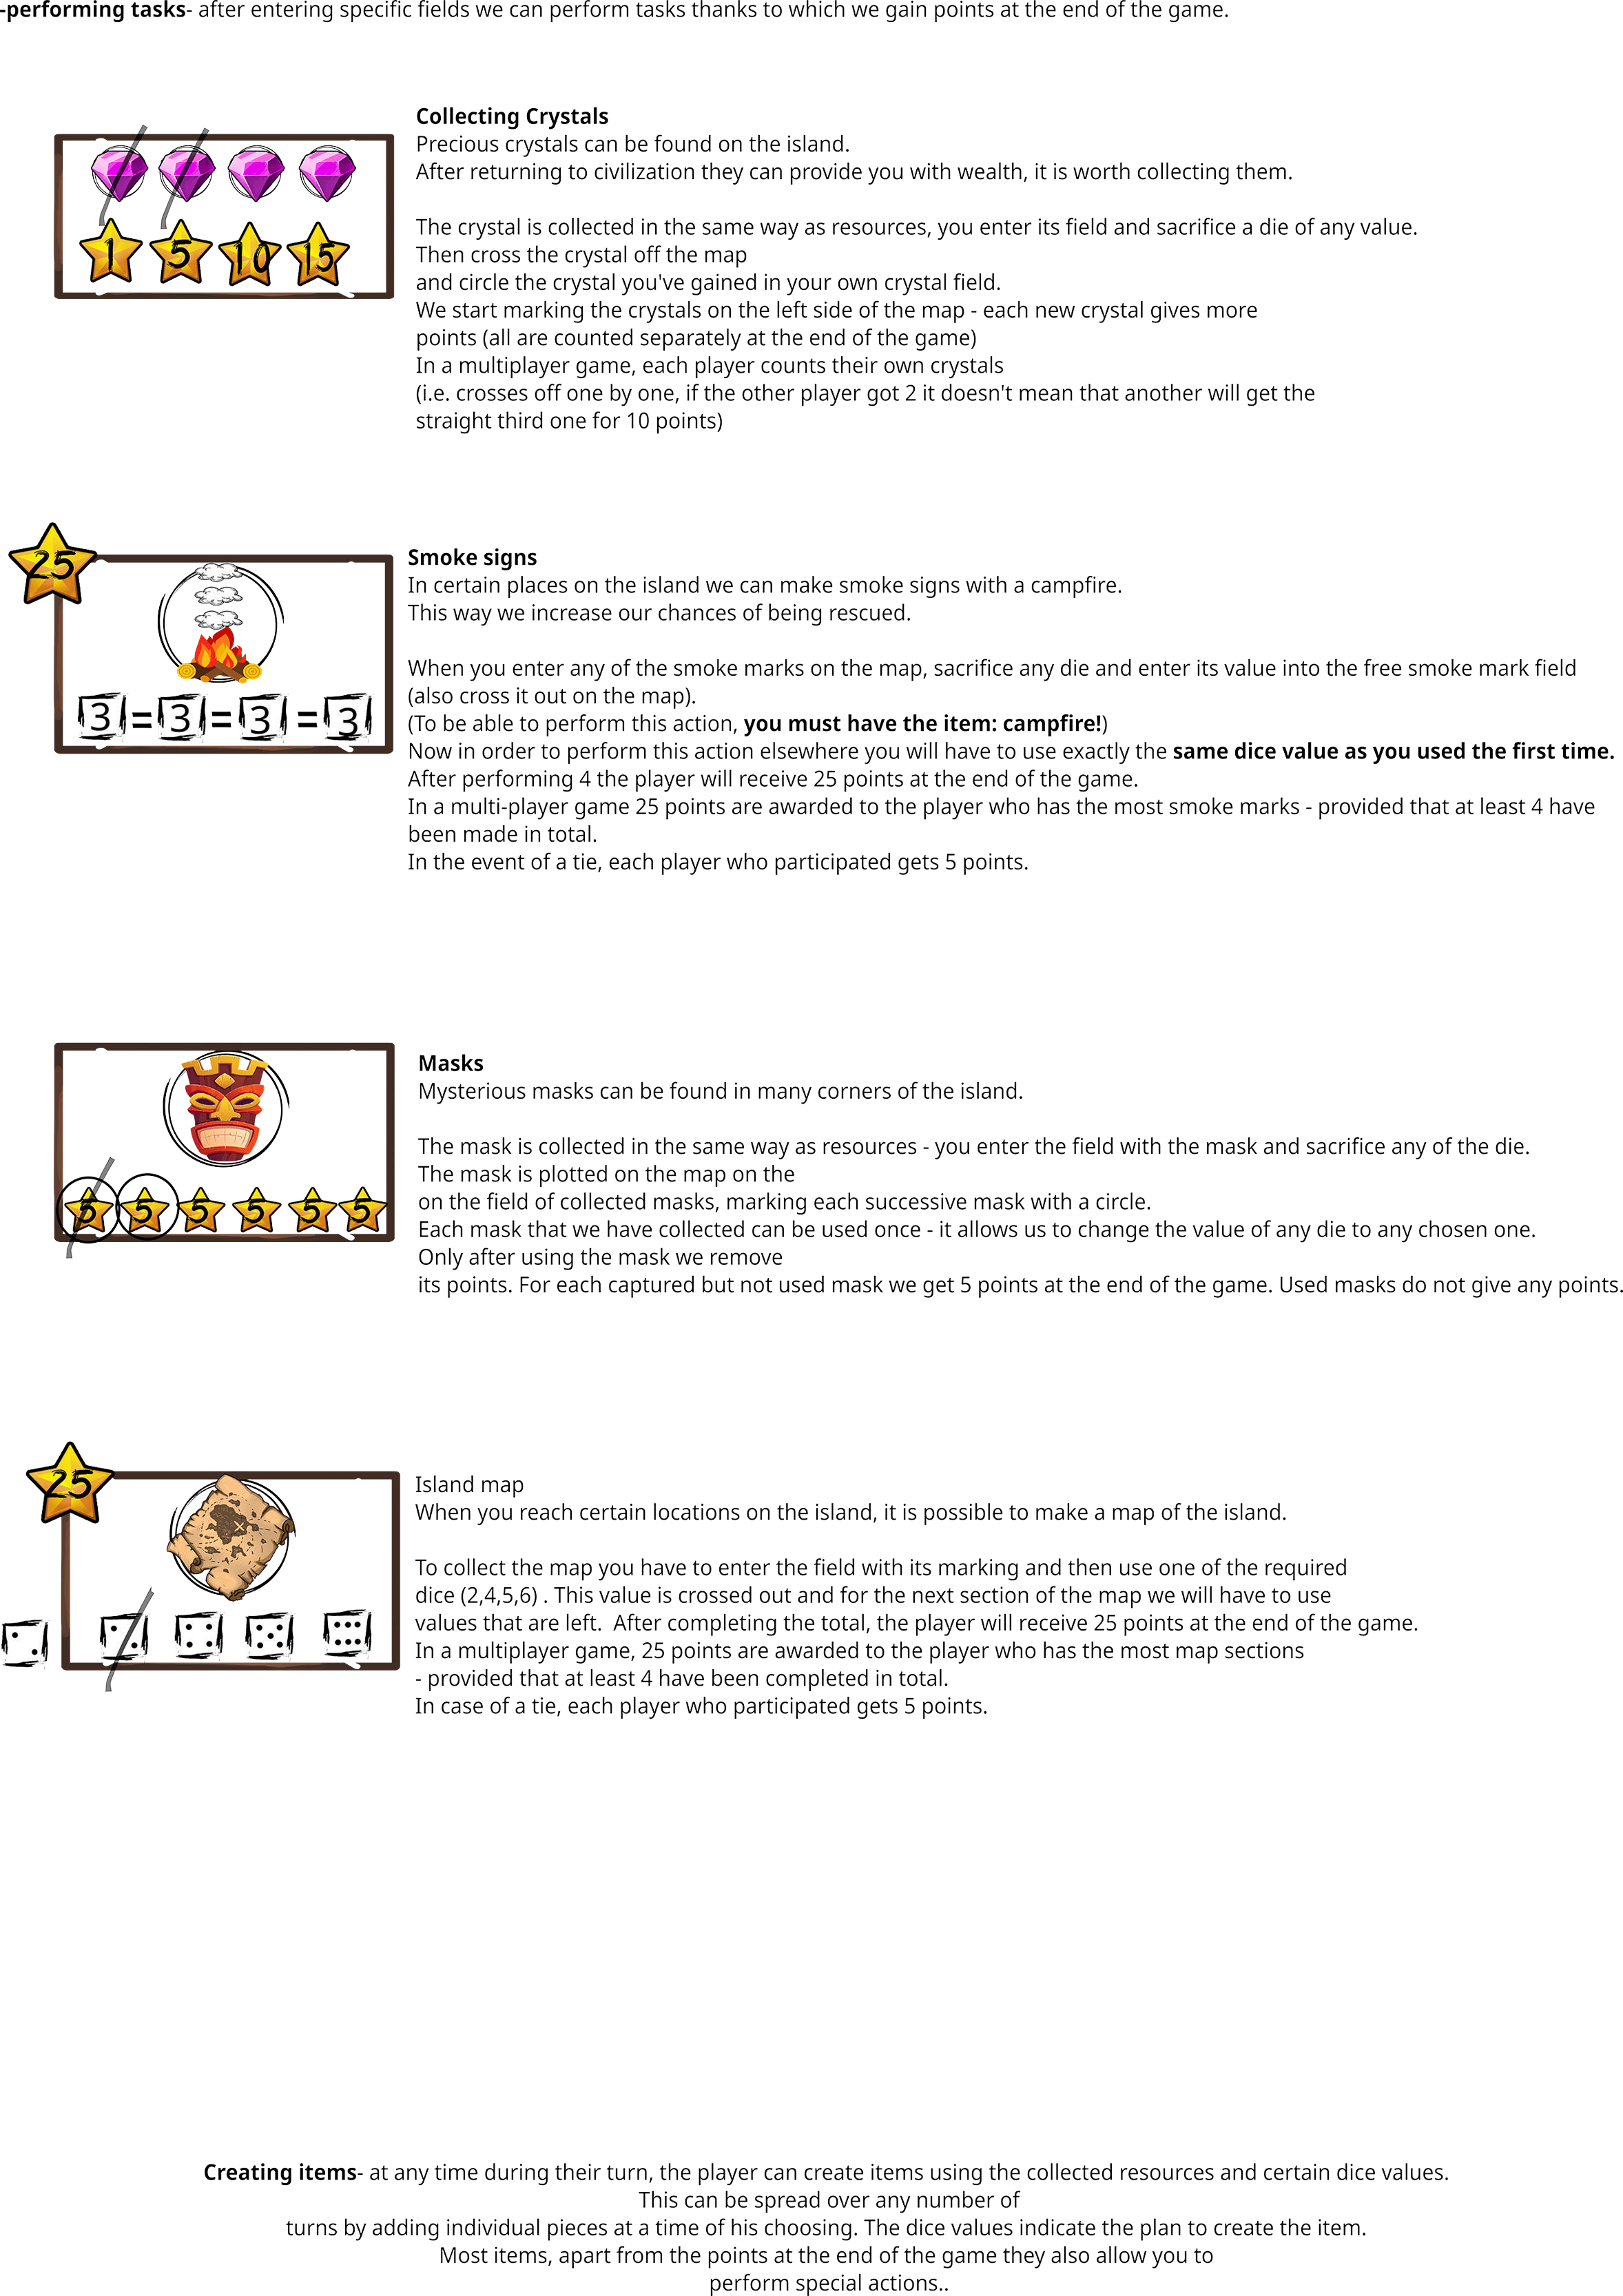 -performing tasks- after entering specific fields we can perform tasks thanks to which we gain points at the end of the game.
Collecting Crystals
Precious crystals can be found on the island.
After returning to civilization they can provide you with wealth, it is worth collecting them.
The crystal is collected in the same way as resources, you enter its field and sacrifice a die of any value.
Then cross the crystal off the map
and circle the crystal you've gained in your own crystal field.
We start marking the crystals on the left side of the map - each new crystal gives more
points (all are counted separately at the end of the game)
In a multiplayer game, each player counts their own crystals
(i.e. crosses off one by one, if the other player got 2 it doesn't mean that another will get the
straight third one for 10 points)
1 5 10 15
25
Smoke signs
In certain places on the island we can make smoke signs with a campfire.
This way we increase our chances of being rescued.
When you enter any of the smoke marks on the map, sacrifice any die and enter its value into the free smoke mark field
(also cross it out on the map).
(To be able to perform this action, you must have the item: campfire!)
Now in order to perform this action elsewhere you will have to use exactly the same dice value as you used the first time.
After performing 4 the player will receive 25 points at the end of the game.
In a multi-player game 25 points are awarded to the player who has the most smoke marks - provided that at least 4 have
been made in total.
In the event of a tie, each player who participated gets 5 points.
3 = 3 = 3 = 3
Masks
Mysterious masks can be found in many corners of the island.
The mask is collected in the same way as resources - you enter the field with the mask and sacrifice any of the die.
The mask is plotted on the map on the
on the field of collected masks, marking each successive mask with a circle.
Each mask that we have collected can be used once - it allows us to change the value of any die to any chosen one.
Only after using the mask we remove
its points. For each captured but not used mask we get 5 points at the end of the game. Used masks do not give any points.
5 5 5 5 5 5
25
Island map
When you reach certain locations on the island, it is possible to make a map of the island.
To collect the map you have to enter the field with its marking and then use one of the required
dice (2,4,5,6) . This value is crossed out and for the next section of the map we will have to use
values that are left.  After completing the total, the player will receive 25 points at the end of the game.
In a multiplayer game, 25 points are awarded to the player who has the most map sections
- provided that at least 4 have been completed in total.
In case of a tie, each player who participated gets 5 points.
Creating items- at any time during their turn, the player can create items using the collected resources and certain dice values.
This can be spread over any number of
turns by adding individual pieces at a time of his choosing. The dice values indicate the plan to create the item.
Most items, apart from the points at the end of the game they also allow you to
perform special actions..